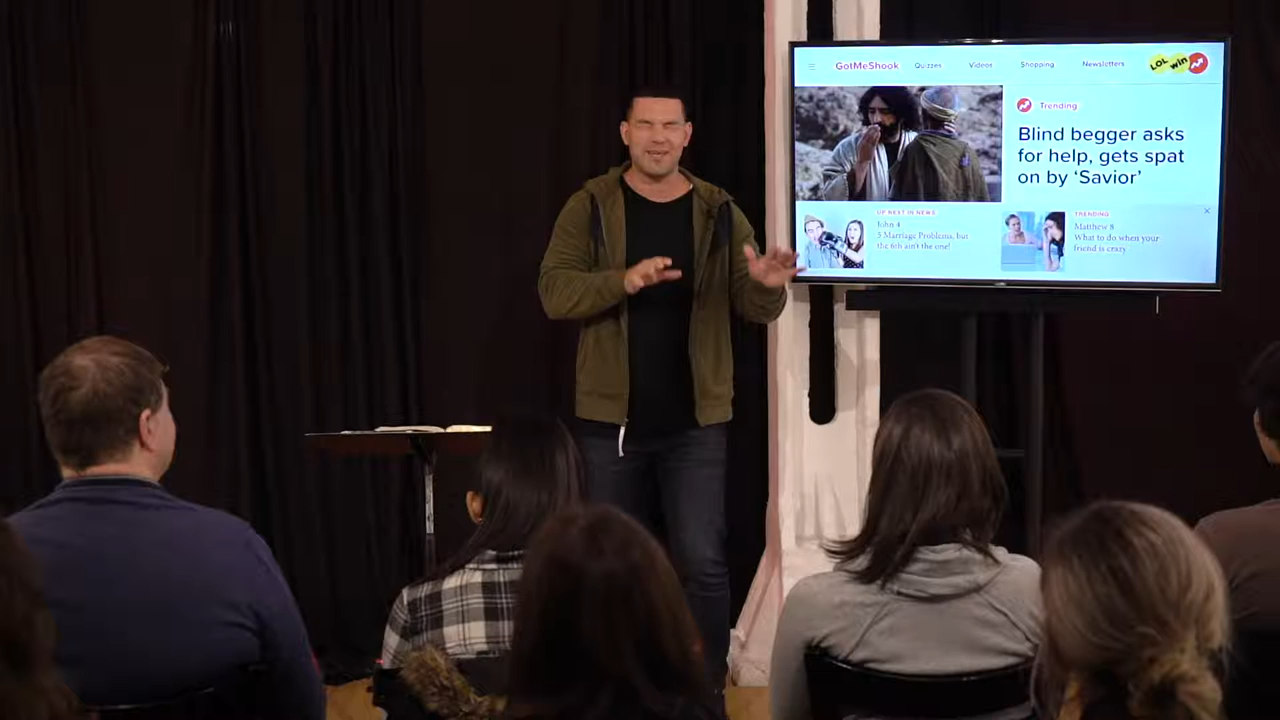 GotMeShook Quizzes Videos Shopping Newsletters LOL win
Trending
Blind begger asks
for help, gets spat
on by ‘Savior’
UP NEXT IN NEWS
John 4
5 Marriage Problems, but
the 6th ain't the one!
TRENDING
Matthew 8
What to do when your
friend is crazy